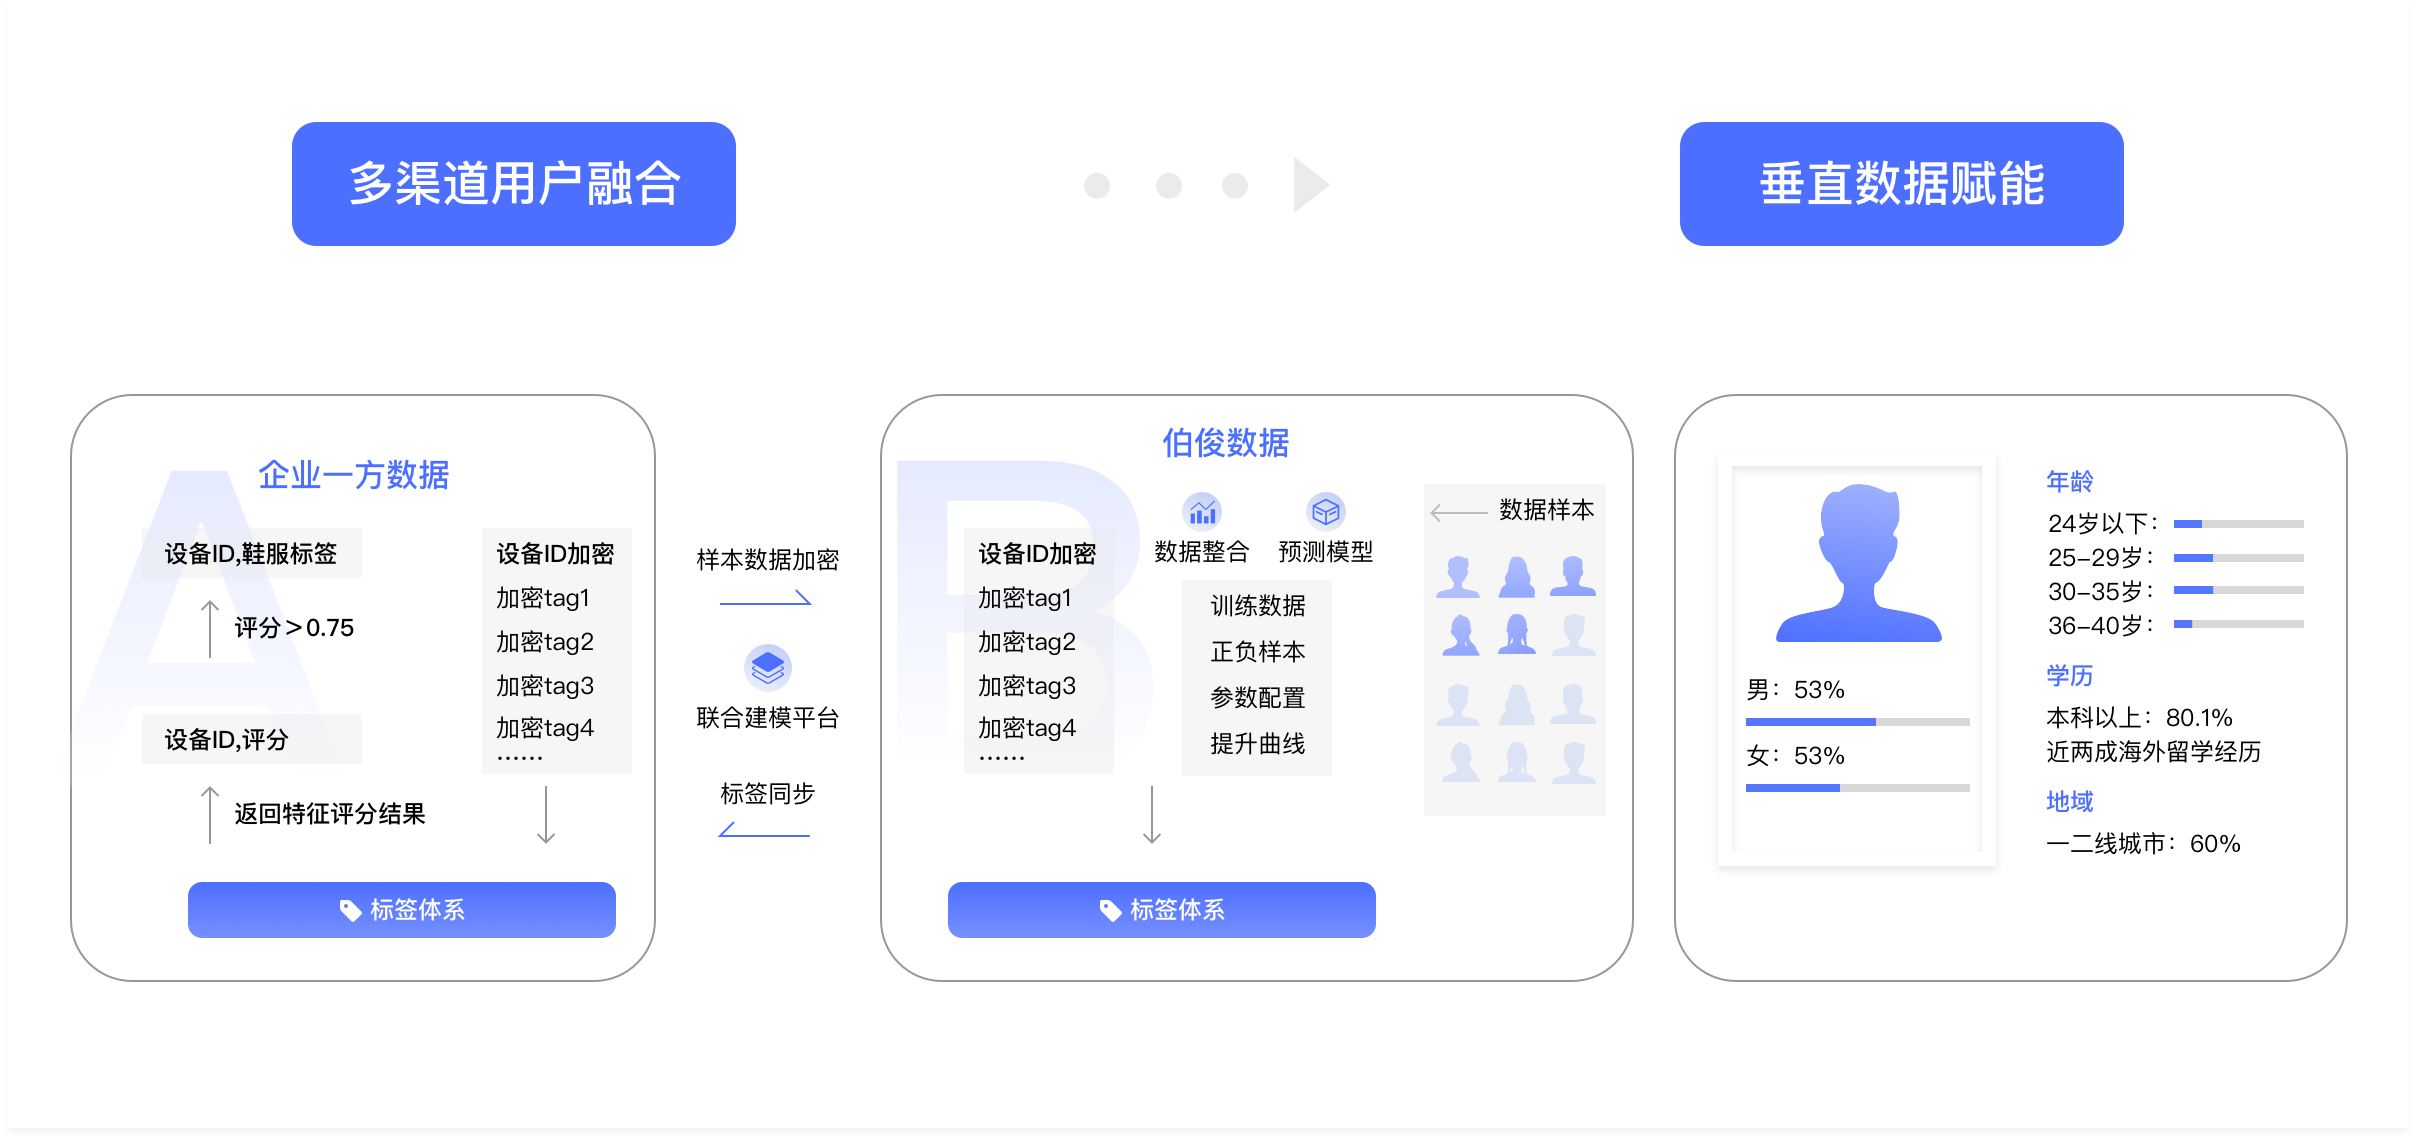 多渠道用户融合
垂直数据赋能
企业一方数据
设备ID,鞋服标签
评分＞0.75
设备ID,评分
返回特征评分结果
设备ID加密
加密tag1
加密tag2
加密tag3
加密tag4
……
标签体系
样本数据加密
联合建模平台
标签同步
伯俊数据
设备ID加密
加密tag1
加密tag2
加密tag3
加密tag4
……
数据整合
预测模型
训练数据
正负样本
参数配置
提升曲线
数据样本
标签体系
男：53%
女：53%
年龄
24岁以下：
25-29岁：
30-35岁：
36-40岁：
学历
本科以上：80.1%
近两成海外留学经历
地域
一二线城市：60%
A
B